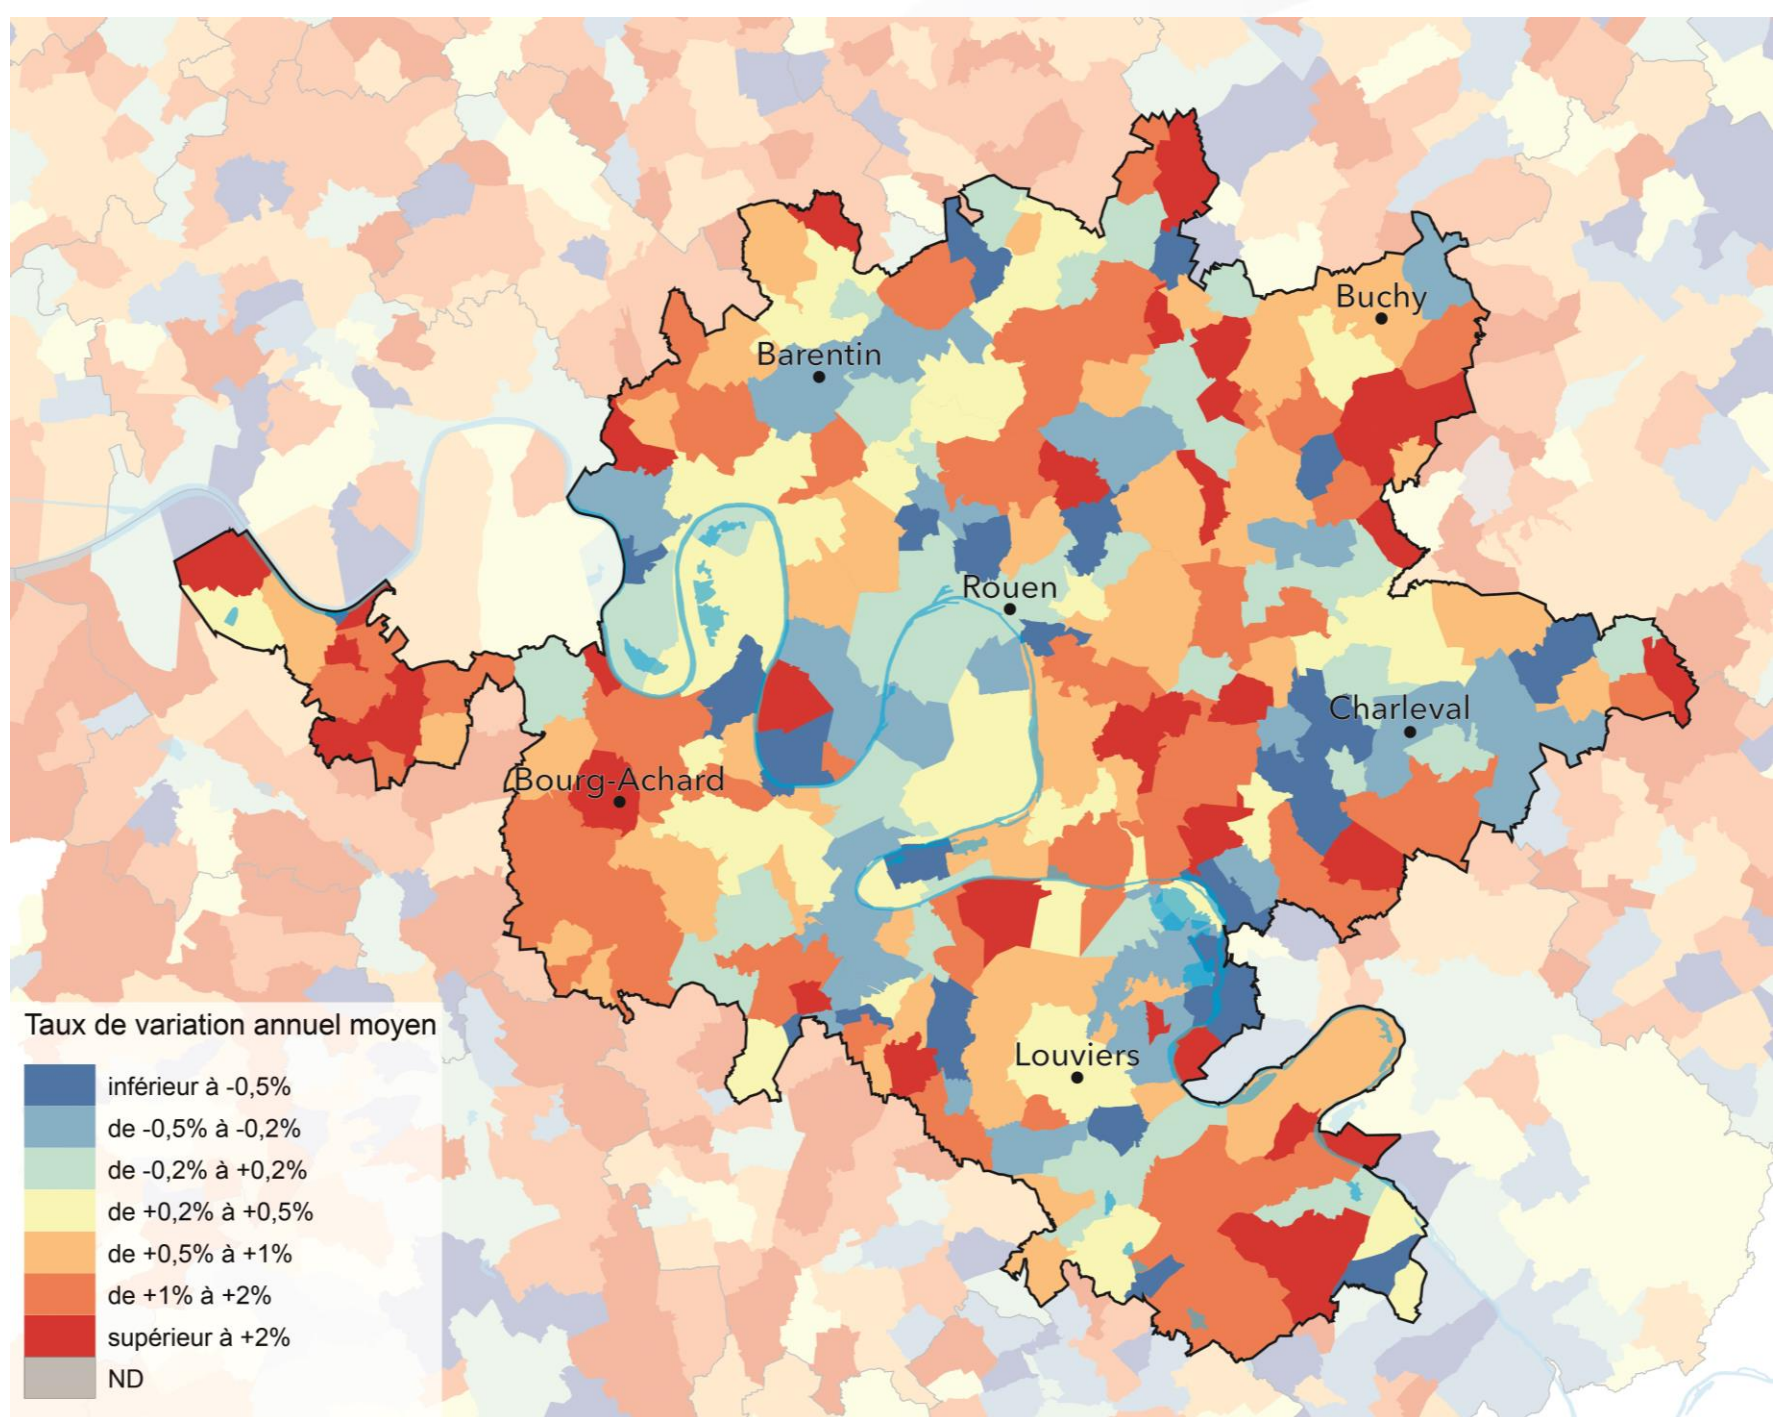 Buchy
Barentin
Rouen
Charleval
Bourg-Achard
Louviers
Taux de variation annuel moyen
inférieur à -0,5%
de -0,5% à -0,2%
de -0,2% à +0,2%
de +0,2% à +0,5%
de +0,5% à +1%
de +1% à +2%
supérieur à +2%
ND